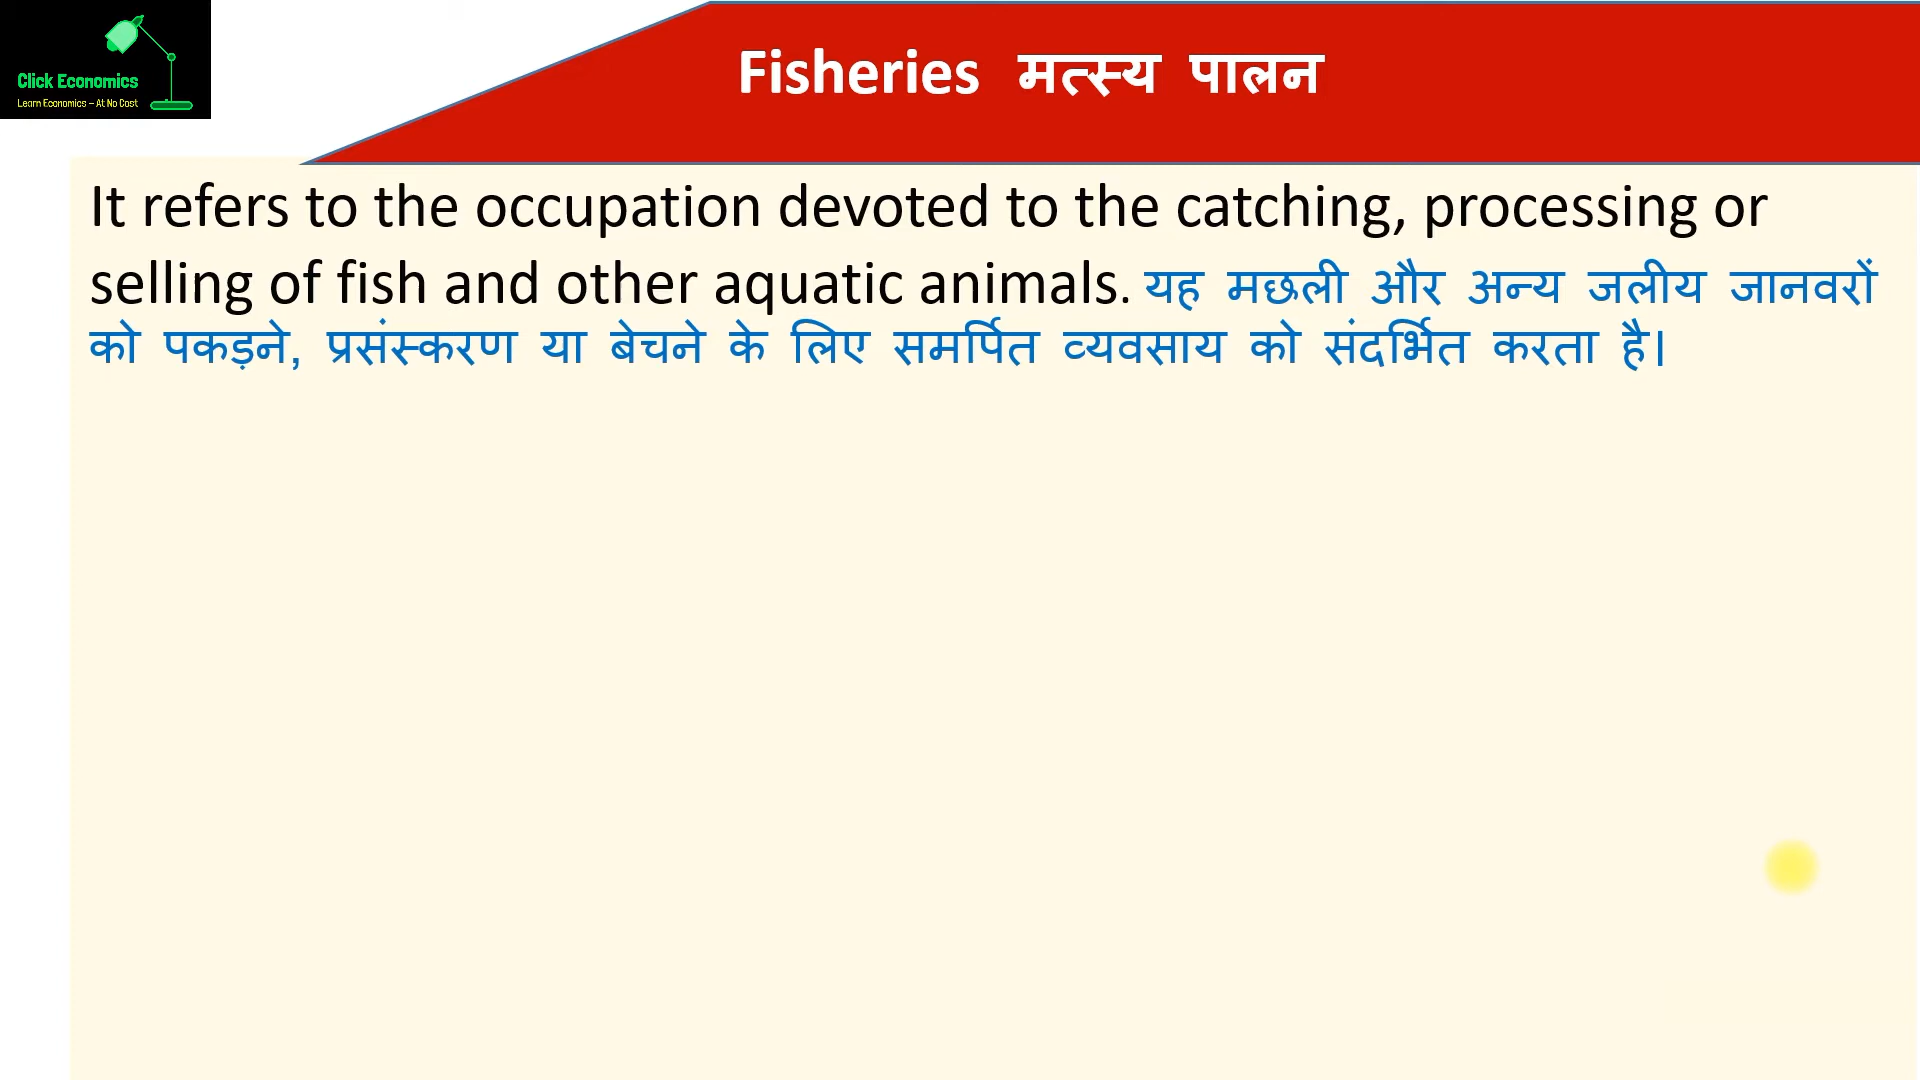 Click Economics
Learn Economics – At No Cost
Fisheries मत्स्य पालन
It refers to the occupation devoted to the catching, processing or
selling of fish and other aquatic animals. यह मछली और अन्य जलीय जानवरों
को पकड़ने, प्रसंस्करण या बेचने के लिए समर्पित व्यवसाय को संदर्भित करता है।